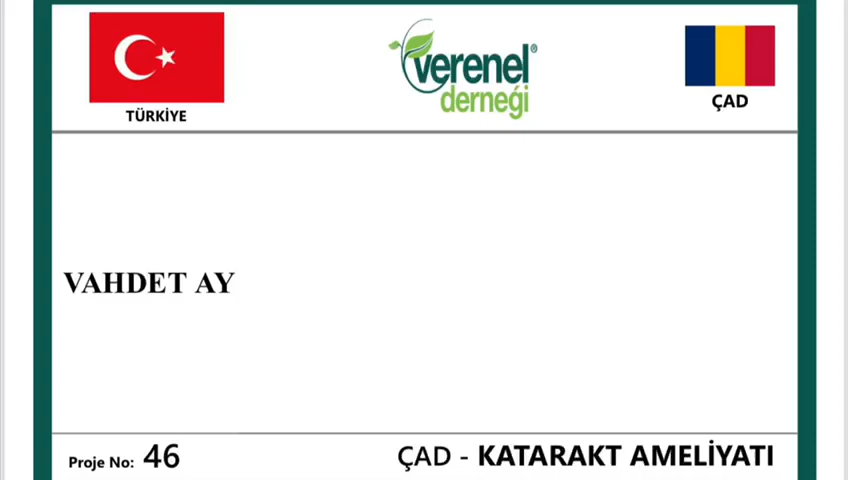 TÜRKİYE
verenel®
derneği
ÇAD
VAHDET AY
Proje No: 46
ÇAD - KATARAKT AMELİYATI